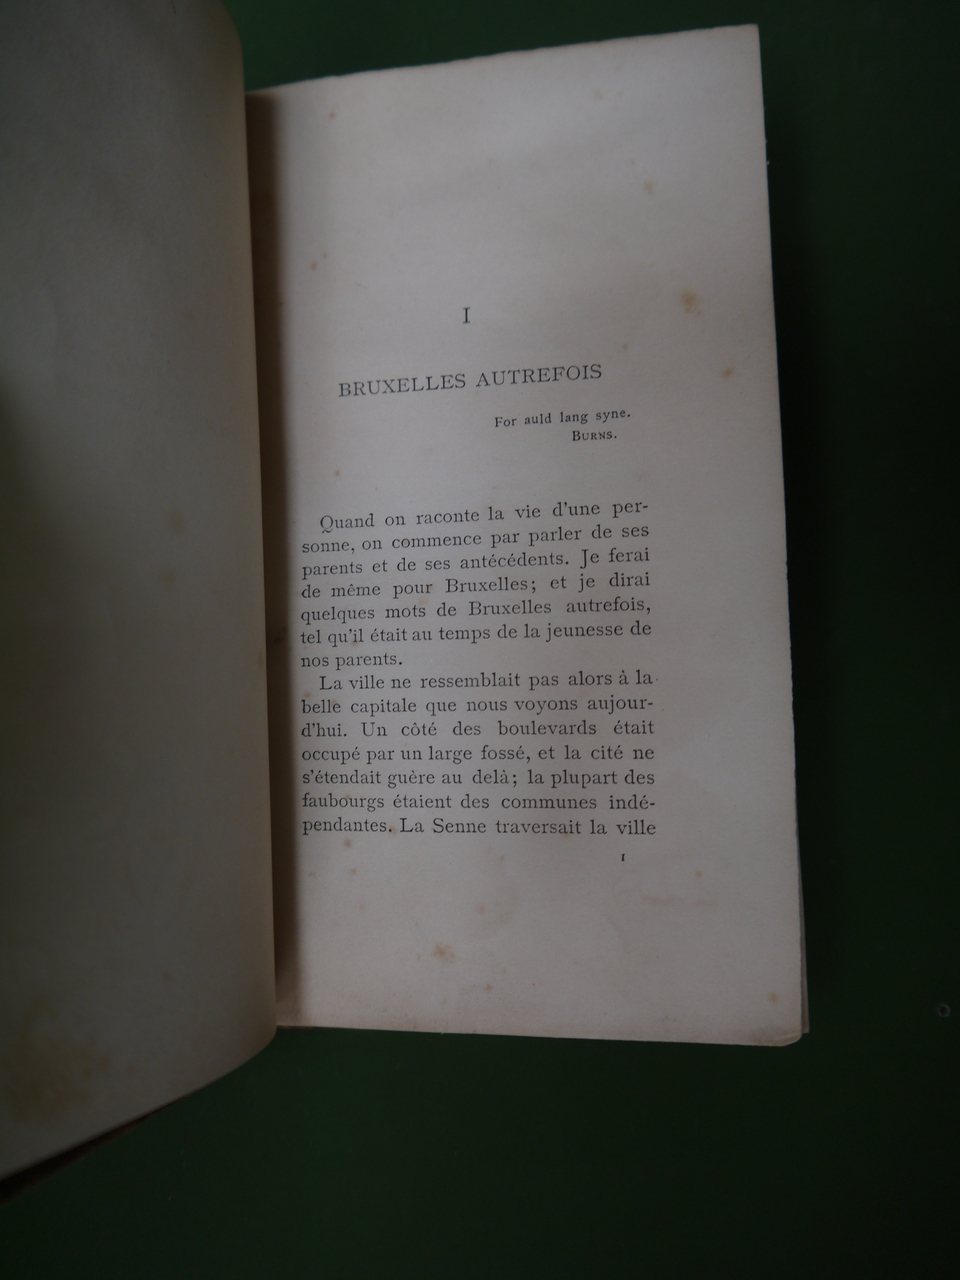 I
BRUXELLES AUTREFOIS
For auld lang syne.
BURNS.
Quand on raconte la vie d'une per-
sonne, on commence par parler de ses
parents et de ses antécédents. Je ferai
de même pour Bruxelles; et je dirai
quelques mots de Bruxelles autrefois,
tel qu'il était au temps de la jeunesse de
nos parents.
La ville ne ressemblait pas alors à la
belle capitale que nous voyons aujour-
d'hui. Un côté des boulevards était
occupé par un large fossé, et la cité ne
s'étendait guère au delà; la plupart des
faubourgs étaient des communes indé-
pendantes. La Senne traversait la ville
1